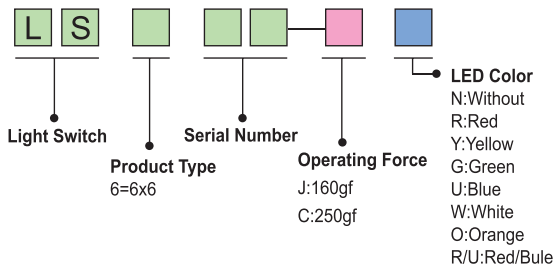 L S
Light Switch
Product Type
6=6x6
Serial Number
Operating Force
J:160gf
C:250gf
LED Color
N:Without
R:Red
Y:Yellow
G:Green
U:Blue
W:White
O:Orange
R/U:Red/Bule